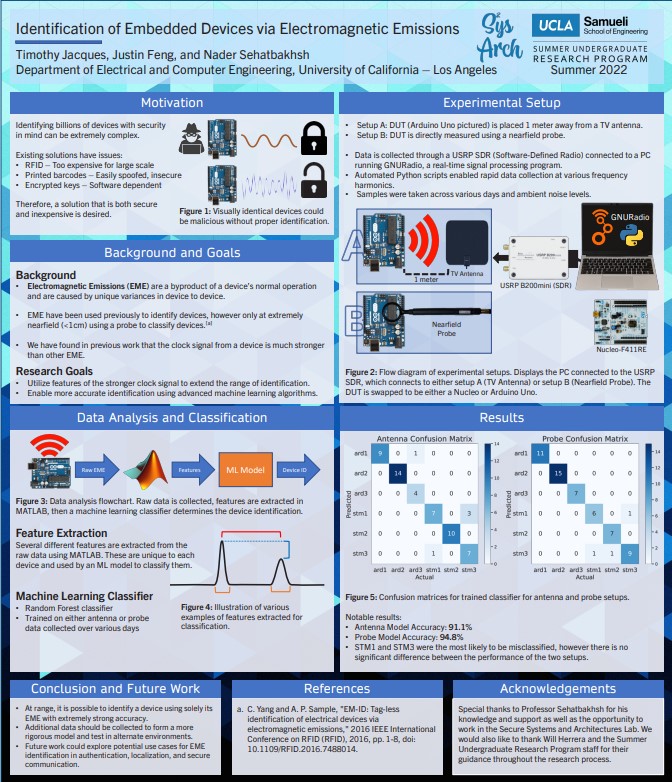 Identification of Embedded Devices via Electromagnetic Emissions
Timothy Jacques, Justin Feng, and Nader Sehatbakhsh
Department of Electrical and Computer Engineering, University of California – Los Angeles
Sys
Arch
UCLA Samueli
School of Engineering
SUMMER UNDERGRADUATE
RESEARCH PROGRAM
Summer 2022
Motivation
Identifying billions of devices with security
in mind can be extremely complex.
Existing solutions have issues:
• RFID – Too expensive for large scale
• Printed barcodes – Easily spoofed, insecure
• Encrypted keys – Software dependent
Therefore, a solution that is both secure
and inexpensive is desired.
Figure 1: Visually identical devices could
be malicious without proper identification.
Background and Goals
Background
• Electromagnetic Emissions (EME) are a byproduct of a device's normal operation
and are caused by unique variances in device to device.
• EME have been used previously to identify devices, however only at extremely
nearfield (<1cm) using a probe to classify devices.[a]
• We have found in previous work that the clock signal from a device is much stronger
than other EME.
Research Goals
• Utilize features of the stronger clock signal to extend the range of identification.
• Enable more accurate identification using advanced machine learning algorithms.
Experimental Setup
• Setup A: DUT (Arduino Uno pictured) is placed 1 meter away from a TV antenna.
• Setup B: DUT is directly measured using a nearfield probe.
• Data is collected through a USRP SDR (Software-Defined Radio) connected to a PC
running GNURadio, a real-time signal processing program.
• Automated Python scripts enabled rapid data collection at various frequency
harmonics.
• Samples were taken across various days and ambient noise levels.
A
1 meter
TV Antenna
USRP B200mini (SDR)
GNURadio
B
Nearfield
Probe
Nucleo-F411RE
Figure 2: Flow diagram of experimental setups. Displays the PC connected to the USRP
SDR, which connects to either setup A (TV Antenna) or setup B (Nearfield Probe). The
DUT is swapped to be either a Nucleo or Arduino Uno.
Data Analysis and Classification
Raw EME
Features
ML Model
Device ID
Figure 3: Data analysis flowchart. Raw data is collected, features are extracted in
MATLAB, then a machine learning classifier determines the device identification.
Feature Extraction
Several different features are extracted from the
raw data using MATLAB. These are unique to each
device and used by an ML model to classify them.
Machine Learning Classifier
• Random Forest classifier
• Trained on either antenna or probe
data collected over various days
Figure 4: Illustration of various
examples of features extracted for
classification.
Results
Antenna Confusion Matrix
Predicted
ard1 9 0 1 0 0 0
ard2 0 14 0 0 0 0
ard3 0 0 4 0 0 0
stm1 0 0 0 7 0 3
stm2 0 0 0 0 10 0
stm3 0 0 0 1 0 7
ard1 ard2 ard3 stm1 stm2 stm3
Actual
14
12
10
8
6
4
2
0
Probe Confusion Matrix
ard1 11 0 0 0 0 0
ard2 0 15 0 0 0 0
ard3 0 0 7 0 0 0
stm1 0 0 0 6 0 1
stm2 0 0 0 0 7 0
stm3 0 0 0 1 1 9
ard1 ard2 ard3 stm1 stm2 stm3
Actual
14
12
10
8
6
4
2
0
Figure 5: Confusion matrices for trained classifier for antenna and probe setups.
Notable results:
• Antenna Model Accuracy: 91.1%
• Probe Model Accuracy: 94.8%
• STM1 and STM3 were the most likely to be misclassified, however there is no
significant difference between the performance of the two setups.
Conclusion and Future Work
• At range, it is possible to identify a device using solely its
EME with extremely strong accuracy.
• Additional data should be collected to form a more
rigorous model and test in alternate environments.
• Future work could explore potential use cases for EME
identification in authentication, localization, and secure
communication.
References
a. C. Yang and A. P. Sample, "EM-ID: Tag-less
identification of electrical devices via
electromagnetic emissions," 2016 IEEE International
Conference on RFID (RFID), 2016, pp. 1-8, doi:
10.1109/RFID.2016.7488014.
Acknowledgements
Special thanks to Professor Sehatbakhsh for his
knowledge and support as well as the opportunity to
work in the Secure Systems and Architectures Lab. We
would also like to thank Will Herrera and the Summer
Undergraduate Research Program staff for their
guidance throughout the research process.